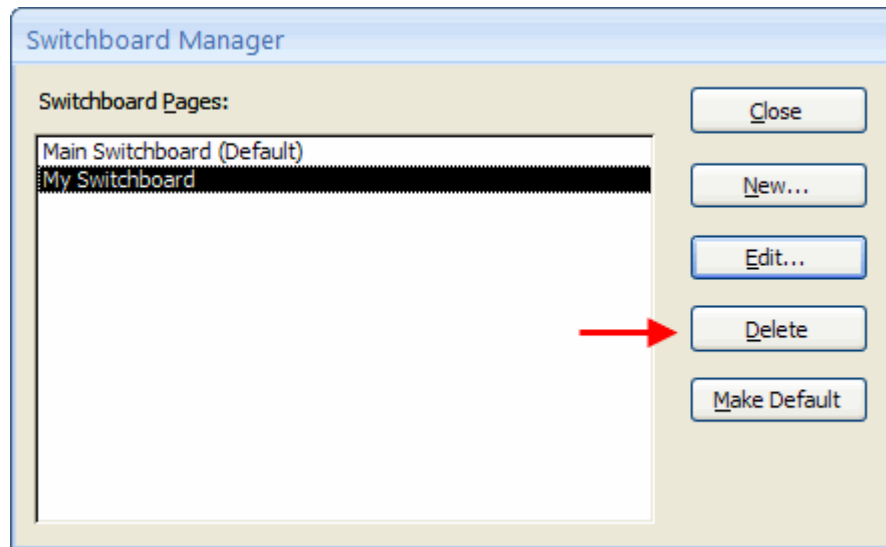 Switchboard Manager
Switchboard Pages:
Main Switchboard (Default)
My Switchboard
Close
New...
Edit...
Delete
Make Default